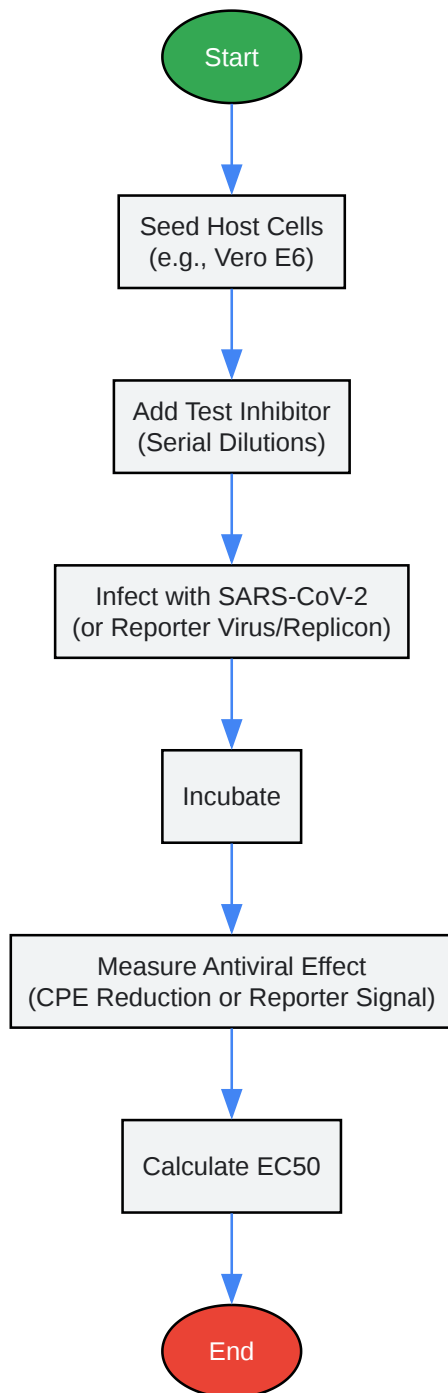 Start
Seed Host Cells
(e.g., Vero E6)
Add Test Inhibitor
(Serial Dilutions)
Infect with SARS-CoV-2
(or Reporter Virus/Replicon)
Incubate
Measure Antiviral Effect
(CPE Reduction or Reporter Signal)
Calculate EC50
End